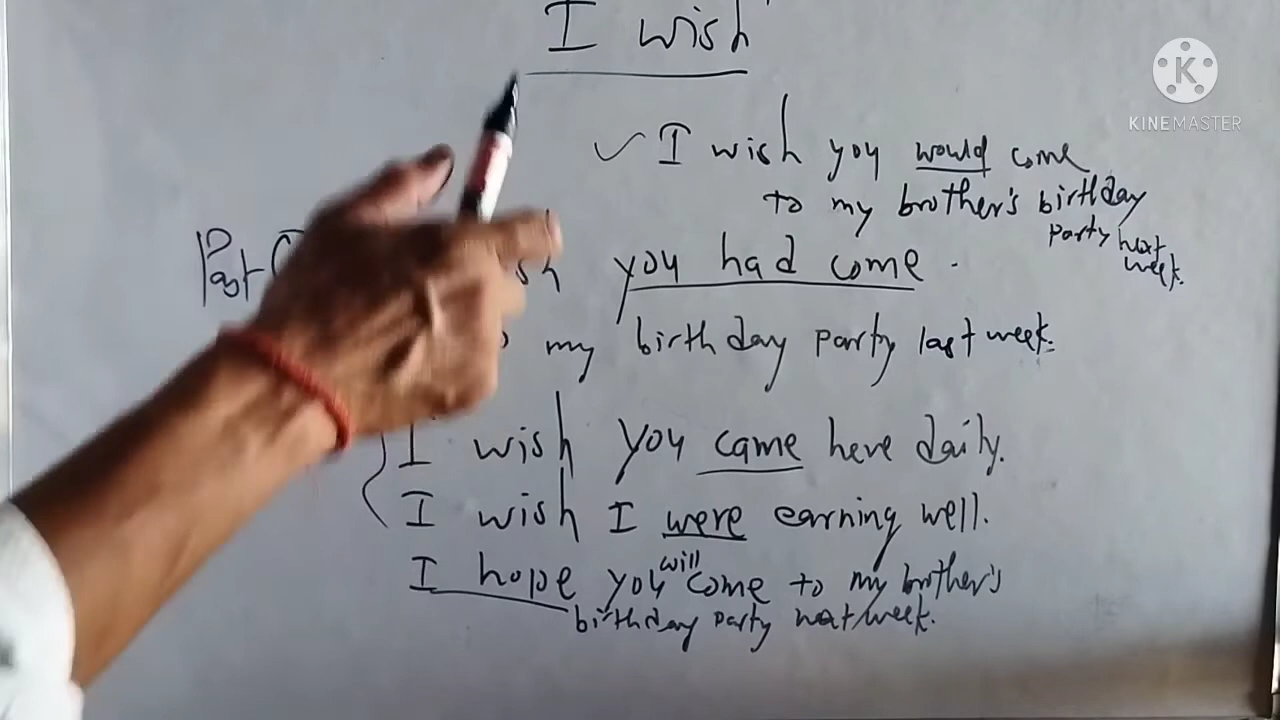 I wish
KINEMASTER
✓ I wish you would come
to my brother's birthday
party next
week.
Past
you had come.
my birthday party last week.
I wish you came here daily.
I wish I were earning well.
I hope you will come to my brother's
birthday party next week.